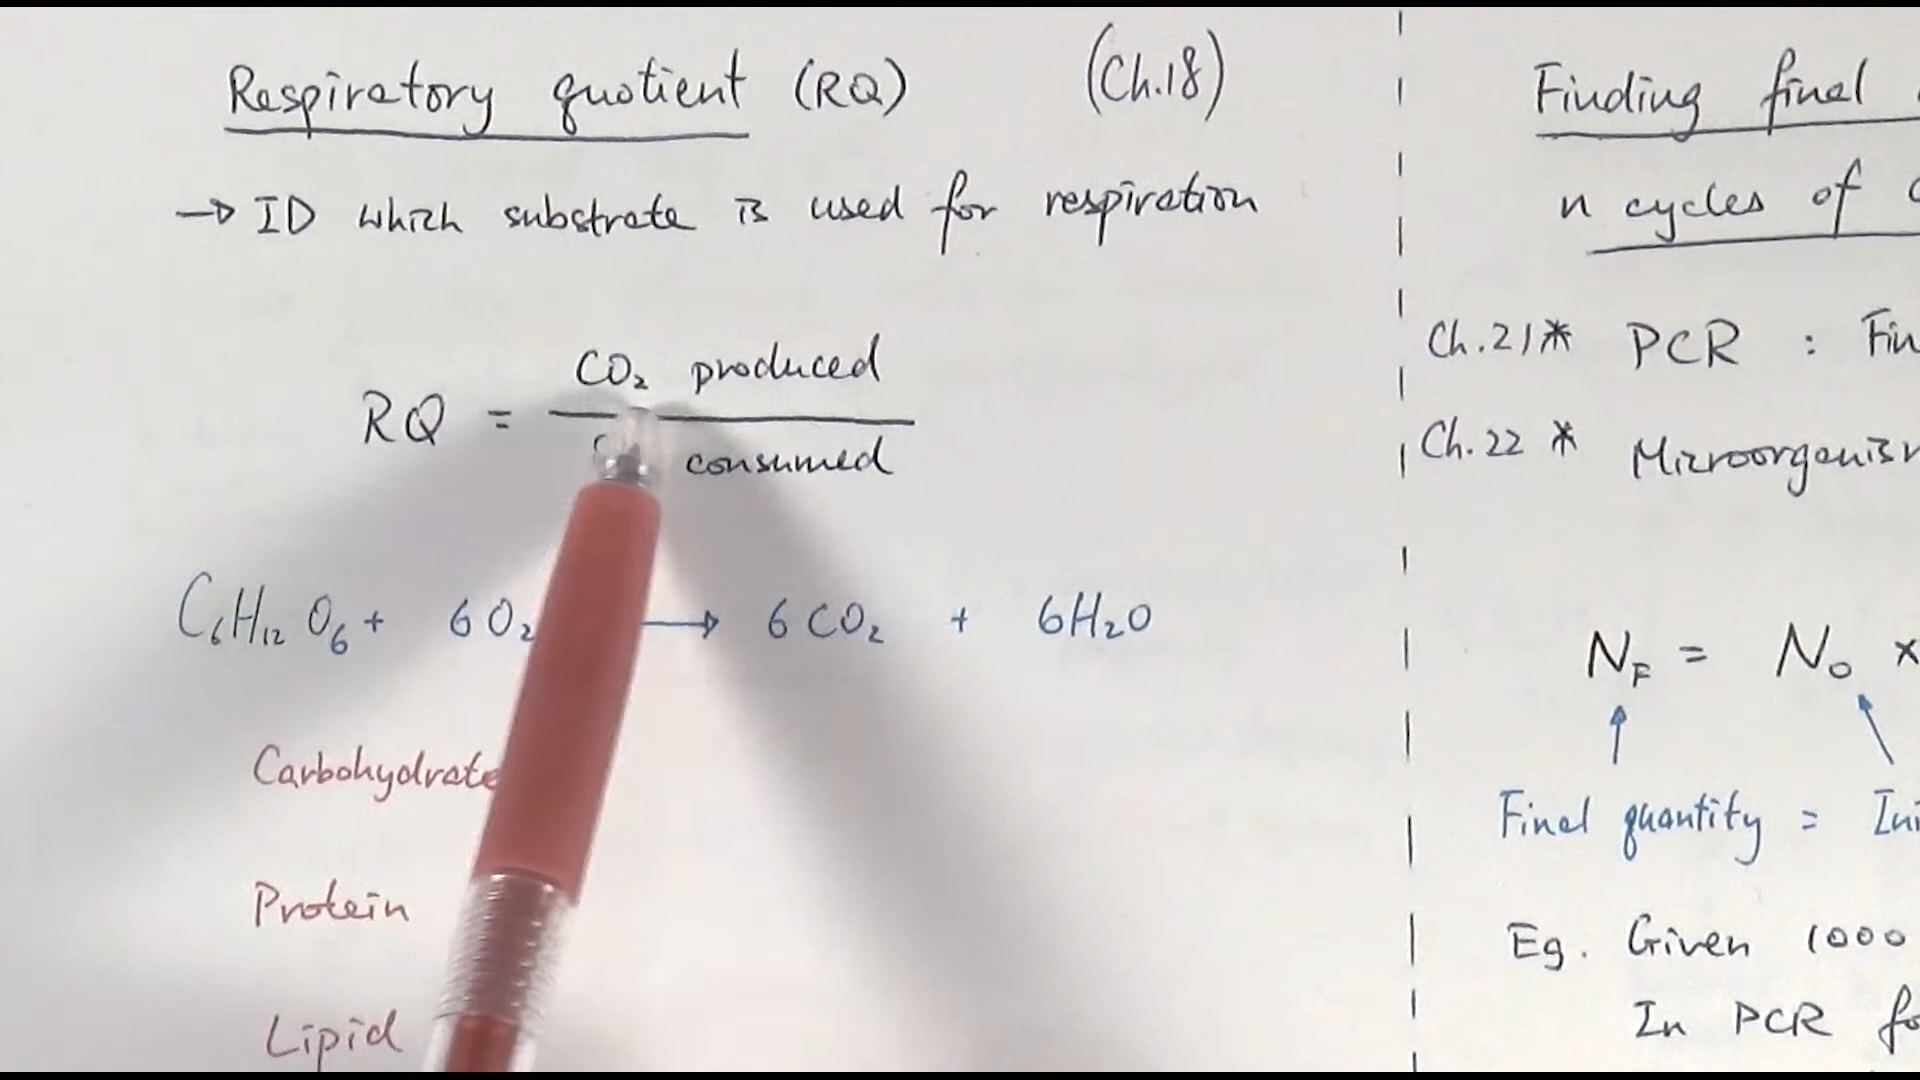 Respiratory quotient (RQ) (Ch.18)
→ ID which substrate is used for respiration
RQ = CO₂ produced
consumed
C₆H₁₂O₆ + 6O₂ → 6CO₂ + 6H₂O
Carbohydrate
Protein
Lipid
Finding final
n cycles of
Ch.21* PCR : Fin
Ch.22 * Microorganism
N_F = N₀ ×
Final quantity = Ini
Eg. Given 1000
In PCR fo